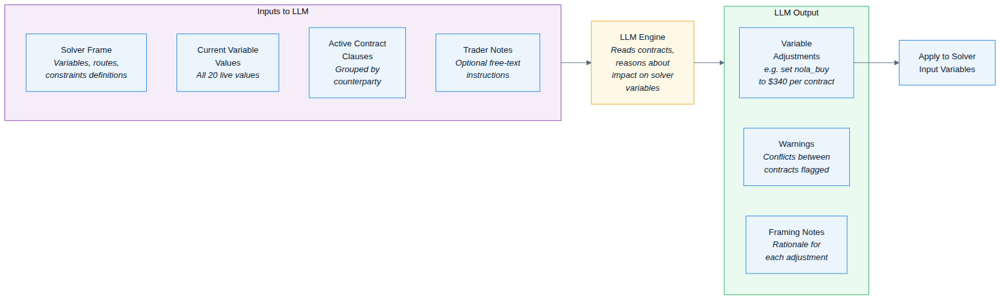 Inputs to LLM
Solver Frame
Variables, routes,
constraints definitions
Current Variable
Values
All 20 live values
Active Contract
Clauses
Grouped by
counterparty
Trader Notes
Optional free-text
instructions
LLM Engine
Reads contracts,
reasons about
impact on solver
variables
LLM Output
Variable
Adjustments
e.g. set nola_buy
to $340 per contract
Warnings
Conflicts between
contracts flagged
Framing Notes
Rationale for
each adjustment
Apply to Solver
Input Variables